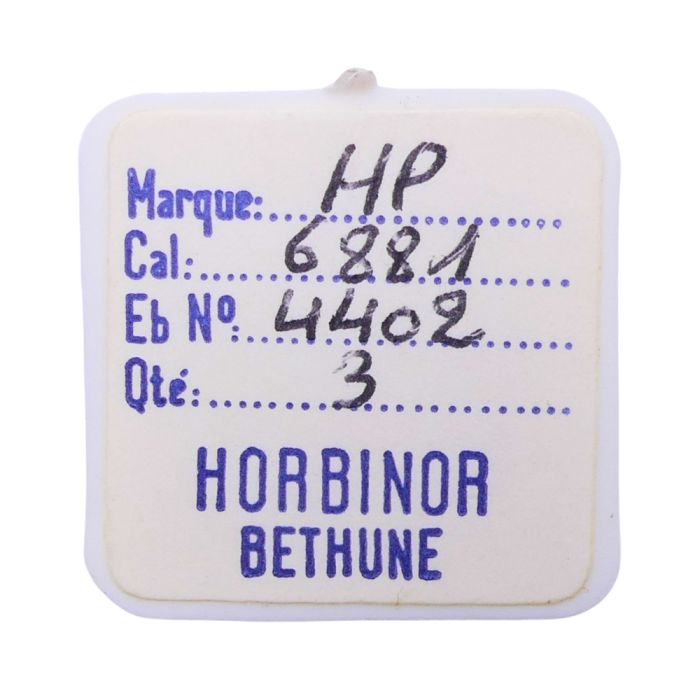 Marque: HP
Cal: 6881
Eb Nº: 4402
Qté: 3
HORBINOR
BETHUNE